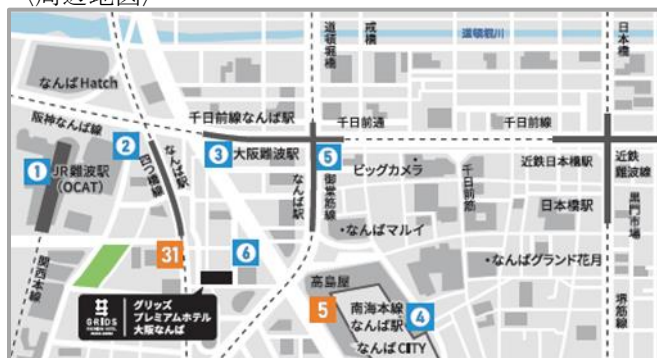 (周辺地図)
道頓堀橋
戎橋
道頓堀川
日本橋
なんばHatch
阪神なんば線
千日前線なんば駅
千日前通
千日前線
2
四つ橋線
なんば駅
3 大阪難波駅
5
ビッグカメラ
近鉄日本橋駅
近鉄
難波線
1 JR難波駅
(OCAT)
なんば駅
御堂筋線
千日前筋
日本橋駅
黒門市場
なんばマルイ
31
6
なんばグランド花月
関西本線
高島屋
堺筋線
GRIDS
グリッズ
プレミアムホテル
大阪なんば
5
南海本線
なんば駅
4
なんばCITY